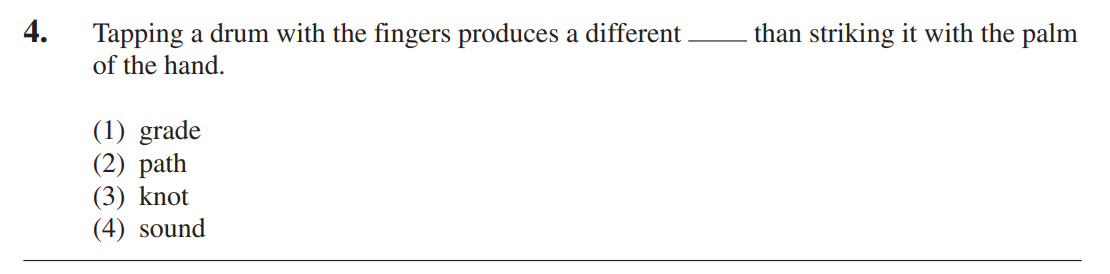 4. Tapping a drum with the fingers produces a different ____ than striking it with the palm
of the hand.
(1) grade
(2) path
(3) knot
(4) sound